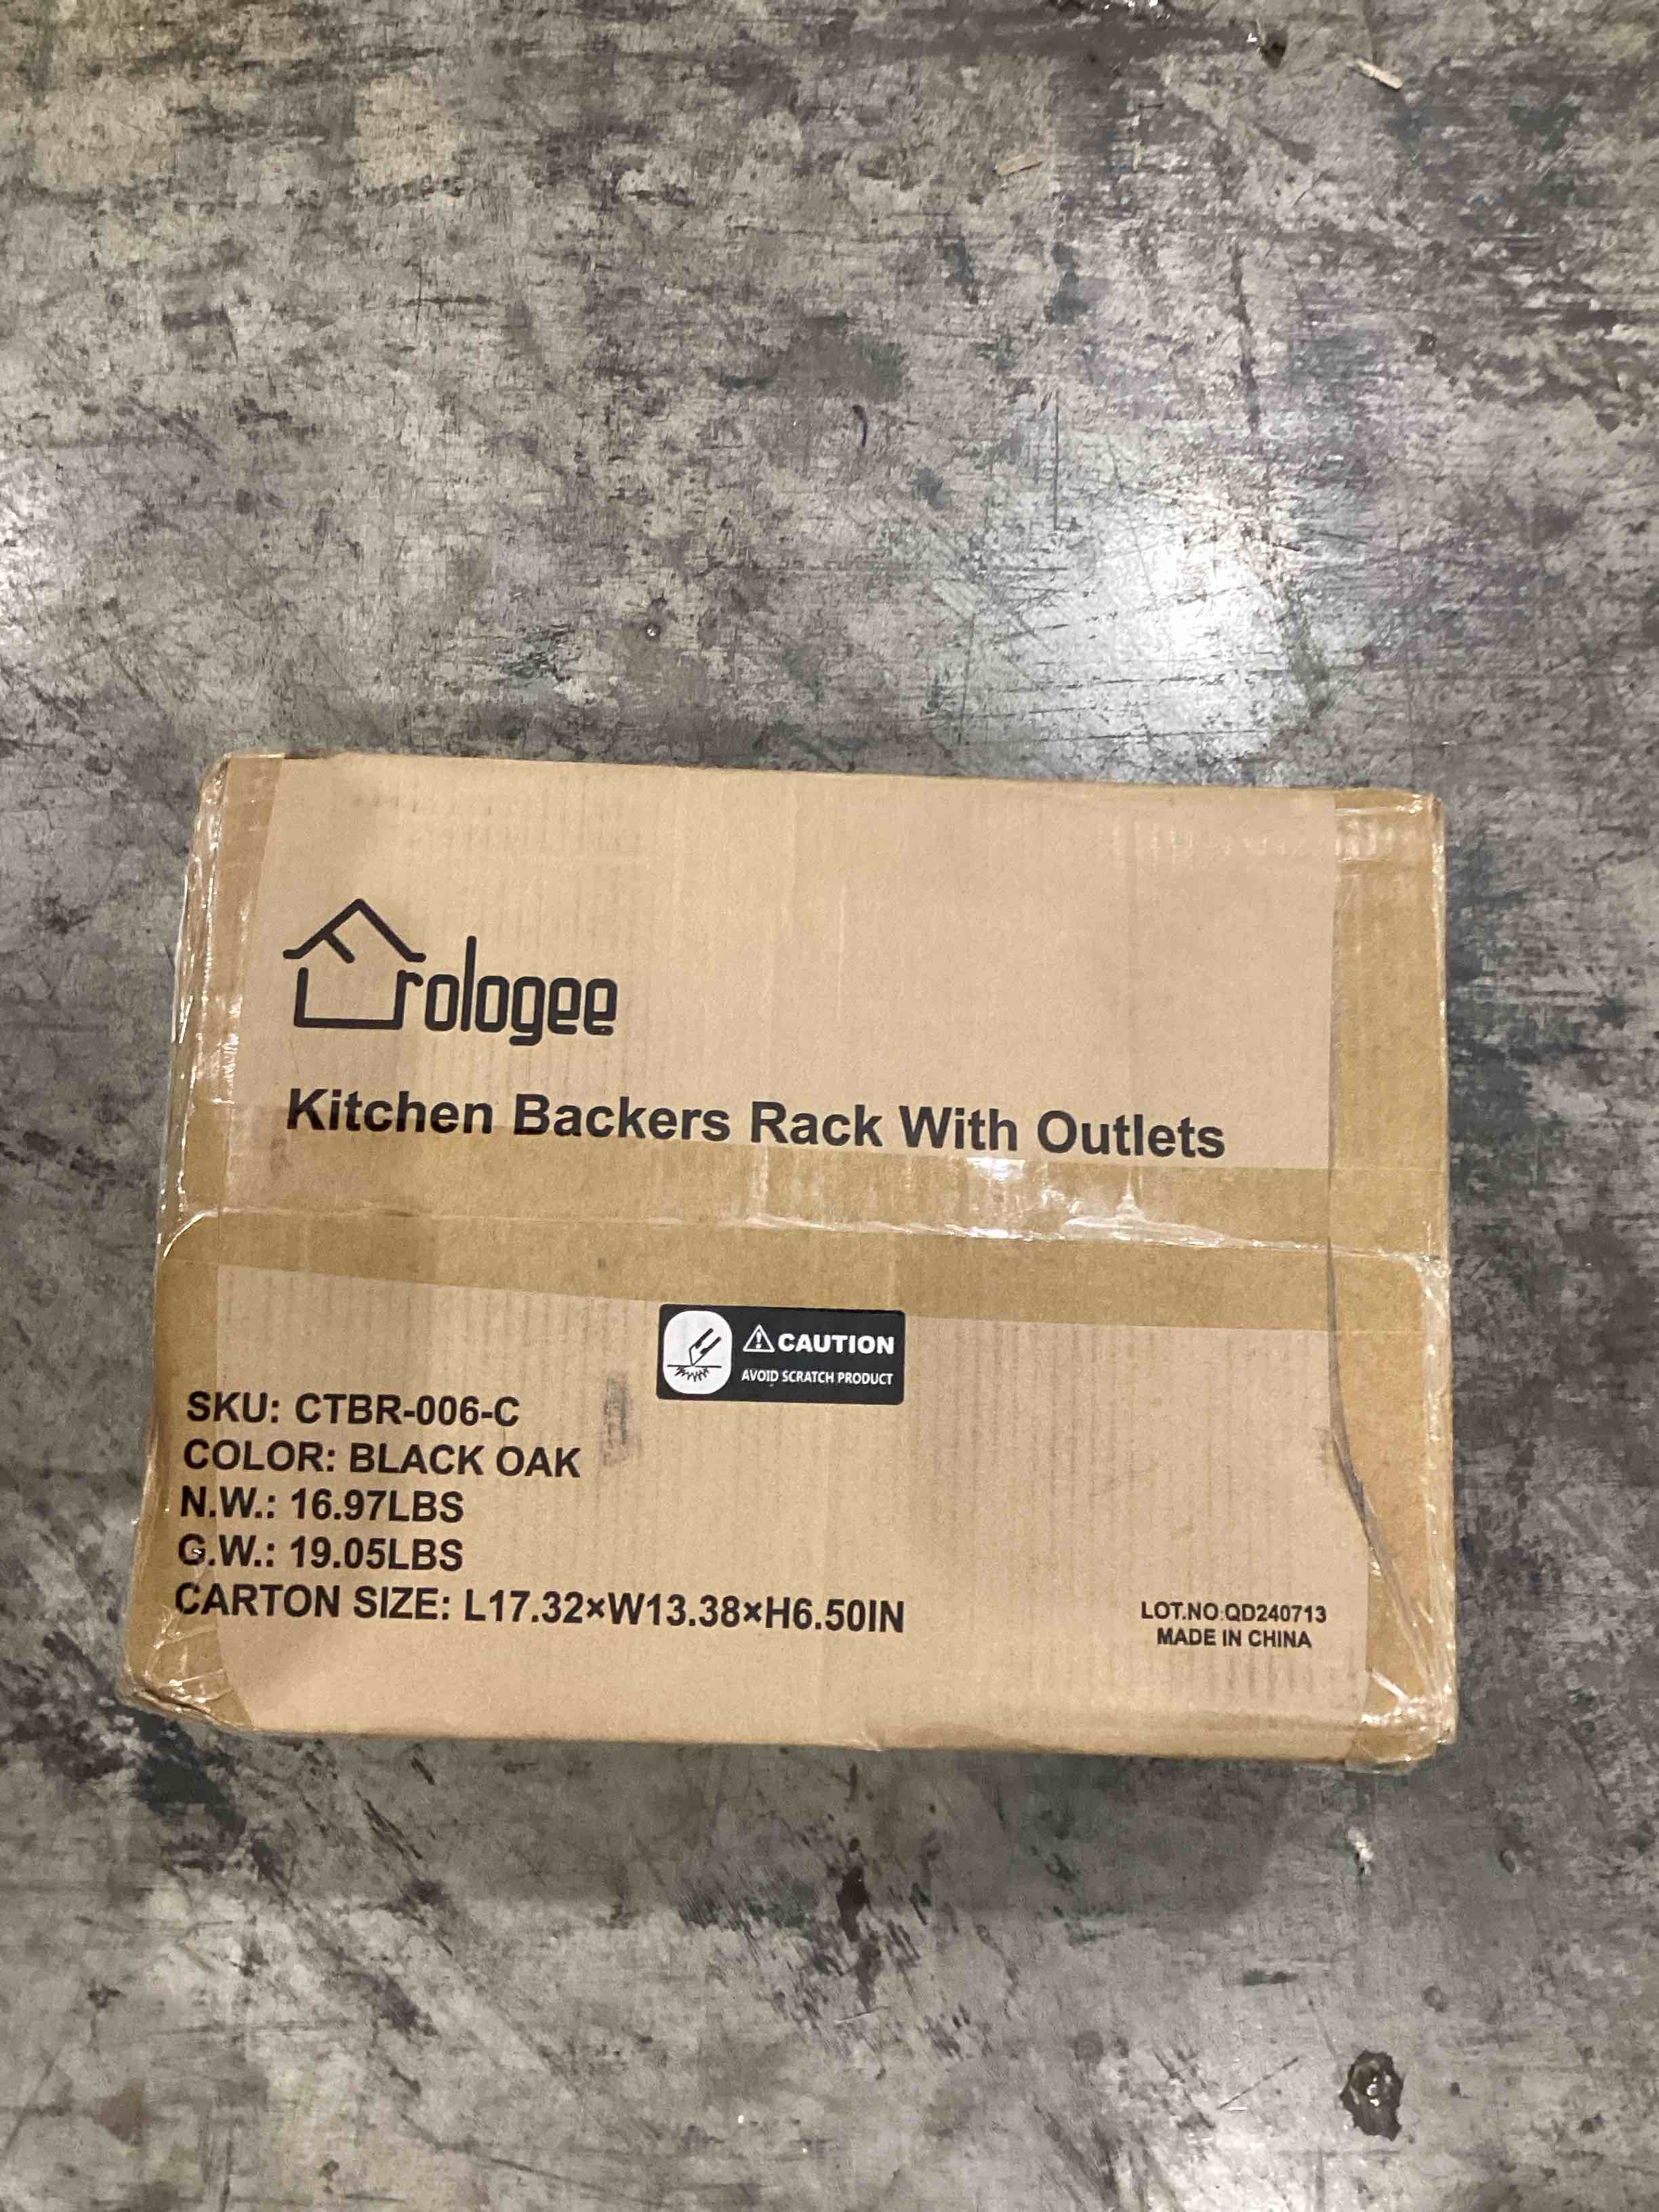 Frologee
Kitchen Backers Rack With Outlets
⚠CAUTION
AVOID SCRATCH PRODUCT
SKU: CTBR-006-C
COLOR: BLACK OAK
N.W.: 16.97LBS
G.W.: 19.05LBS
CARTON SIZE: L17.32×W13.38×H6.50IN
LOT.NO.QD240713
MADE IN CHINA